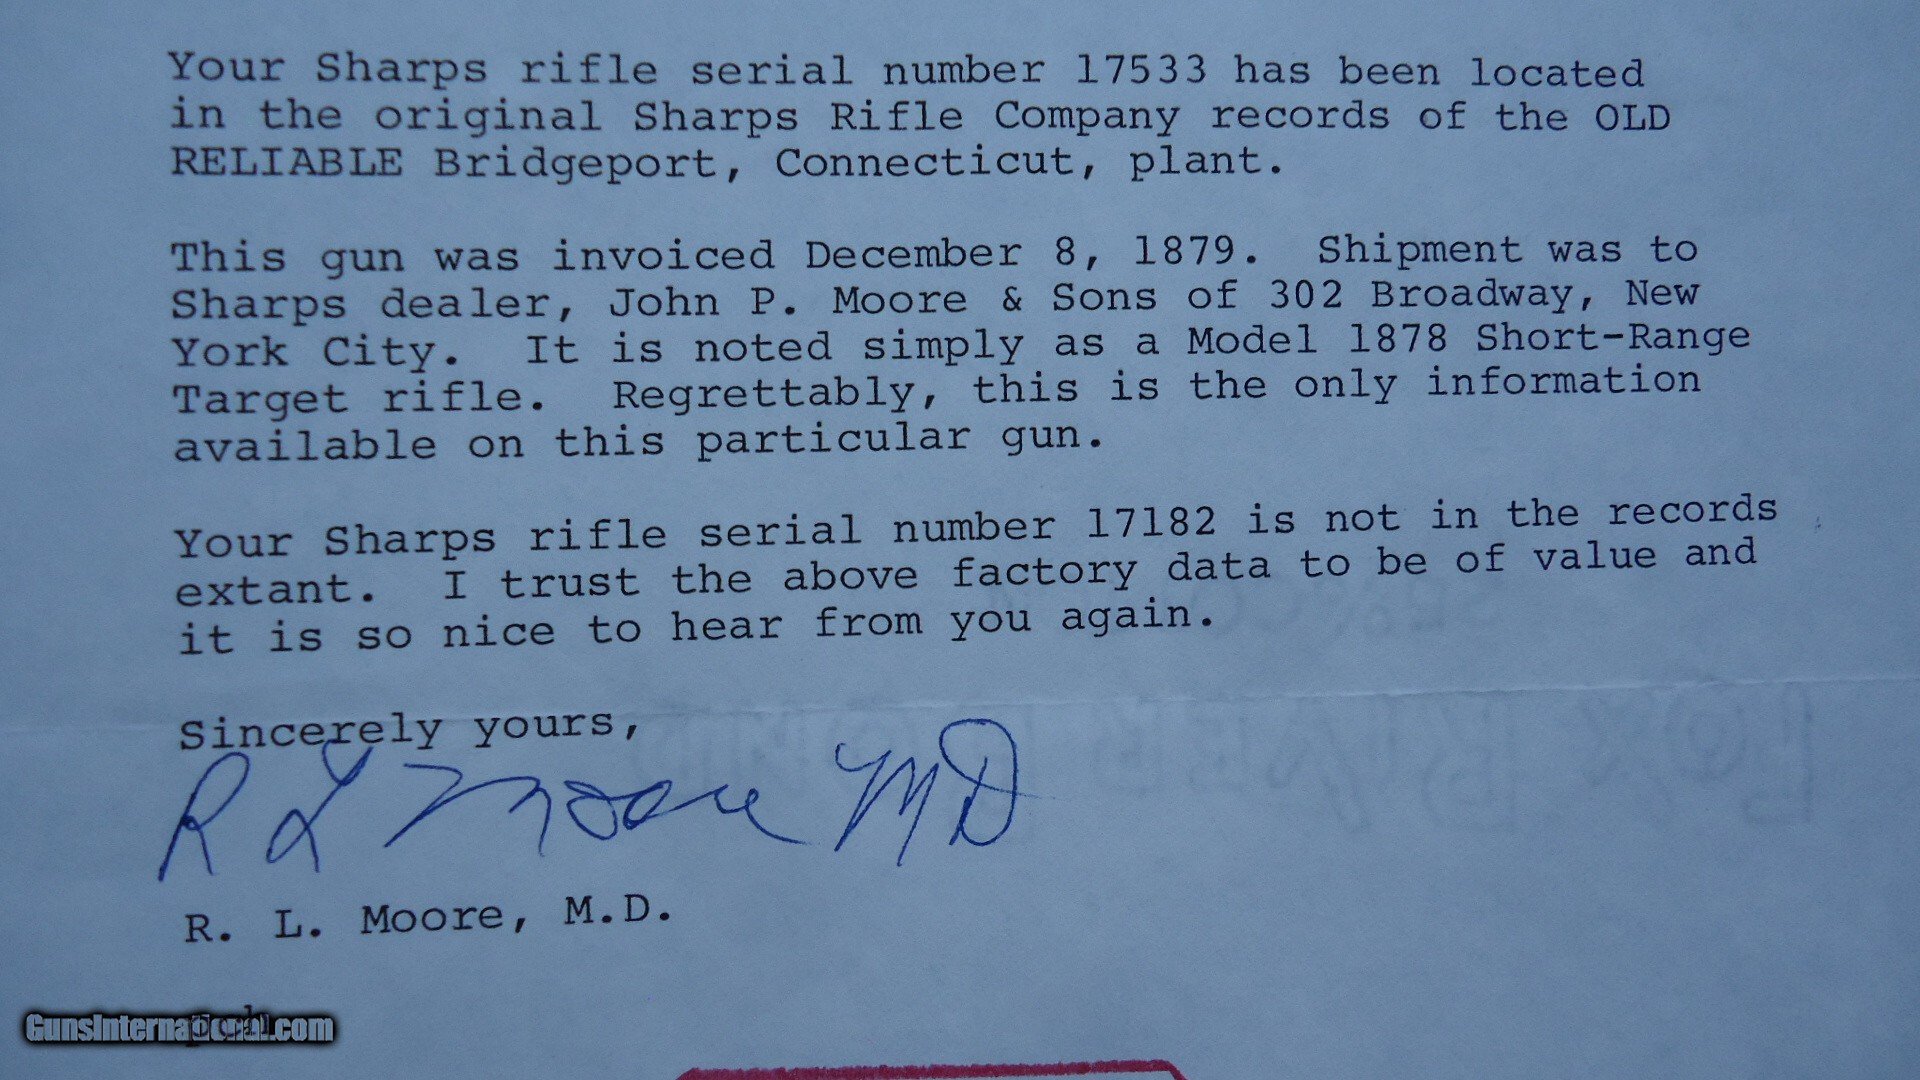 Your Sharps rifle serial number 17533 has been located
in the original Sharps Rifle Company records of the OLD
RELIABLE Bridgeport, Connecticut, plant.
This gun was invoiced December 8, 1879. Shipment was to
Sharps dealer, John P. Moore & Sons of 302 Broadway, New
York City. It is noted simply as a Model 1878 Short-Range
Target rifle. Regrettably, this is the only information
available on this particular gun.
Your Sharps rifle serial number 17182 is not in the records
extant. I trust the above factory data to be of value and
it is so nice to hear from you again.
Sincerely yours,
R L Moore MD
R. L. Moore, M.D.
GunsInternational.com